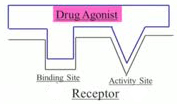 Drug Agonist
Binding Site
Activity Site
Receptor